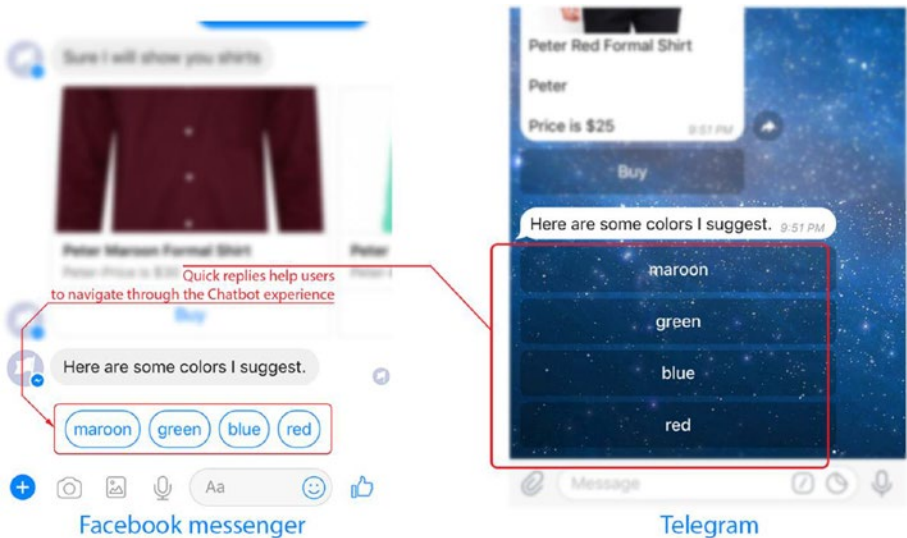 Sure I will show you shirts
Peter Maroon Formal Shirt
Peter
Buy
Quick replies help users
to navigate through the Chatbot experience
Here are some colors I suggest.
maroon
green
blue
red
Aa
Facebook messenger
Peter Red Formal Shirt
Peter
Price is $25
9:51 PM
Buy
Here are some colors I suggest.
9:51 PM
maroon
green
blue
red
Message
Telegram